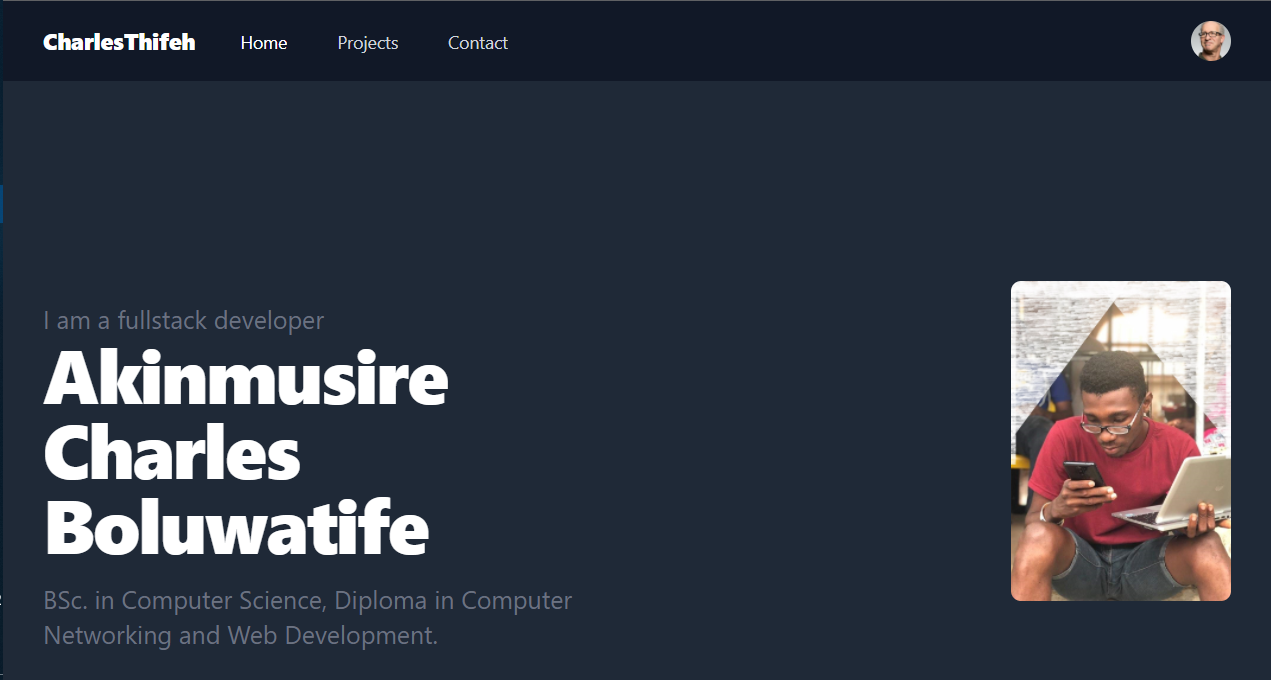 CharlesThifeh Home Projects Contact
I am a fullstack developer
Akinmusire
Charles
Boluwatife
BSc. in Computer Science, Diploma in Computer
Networking and Web Development.